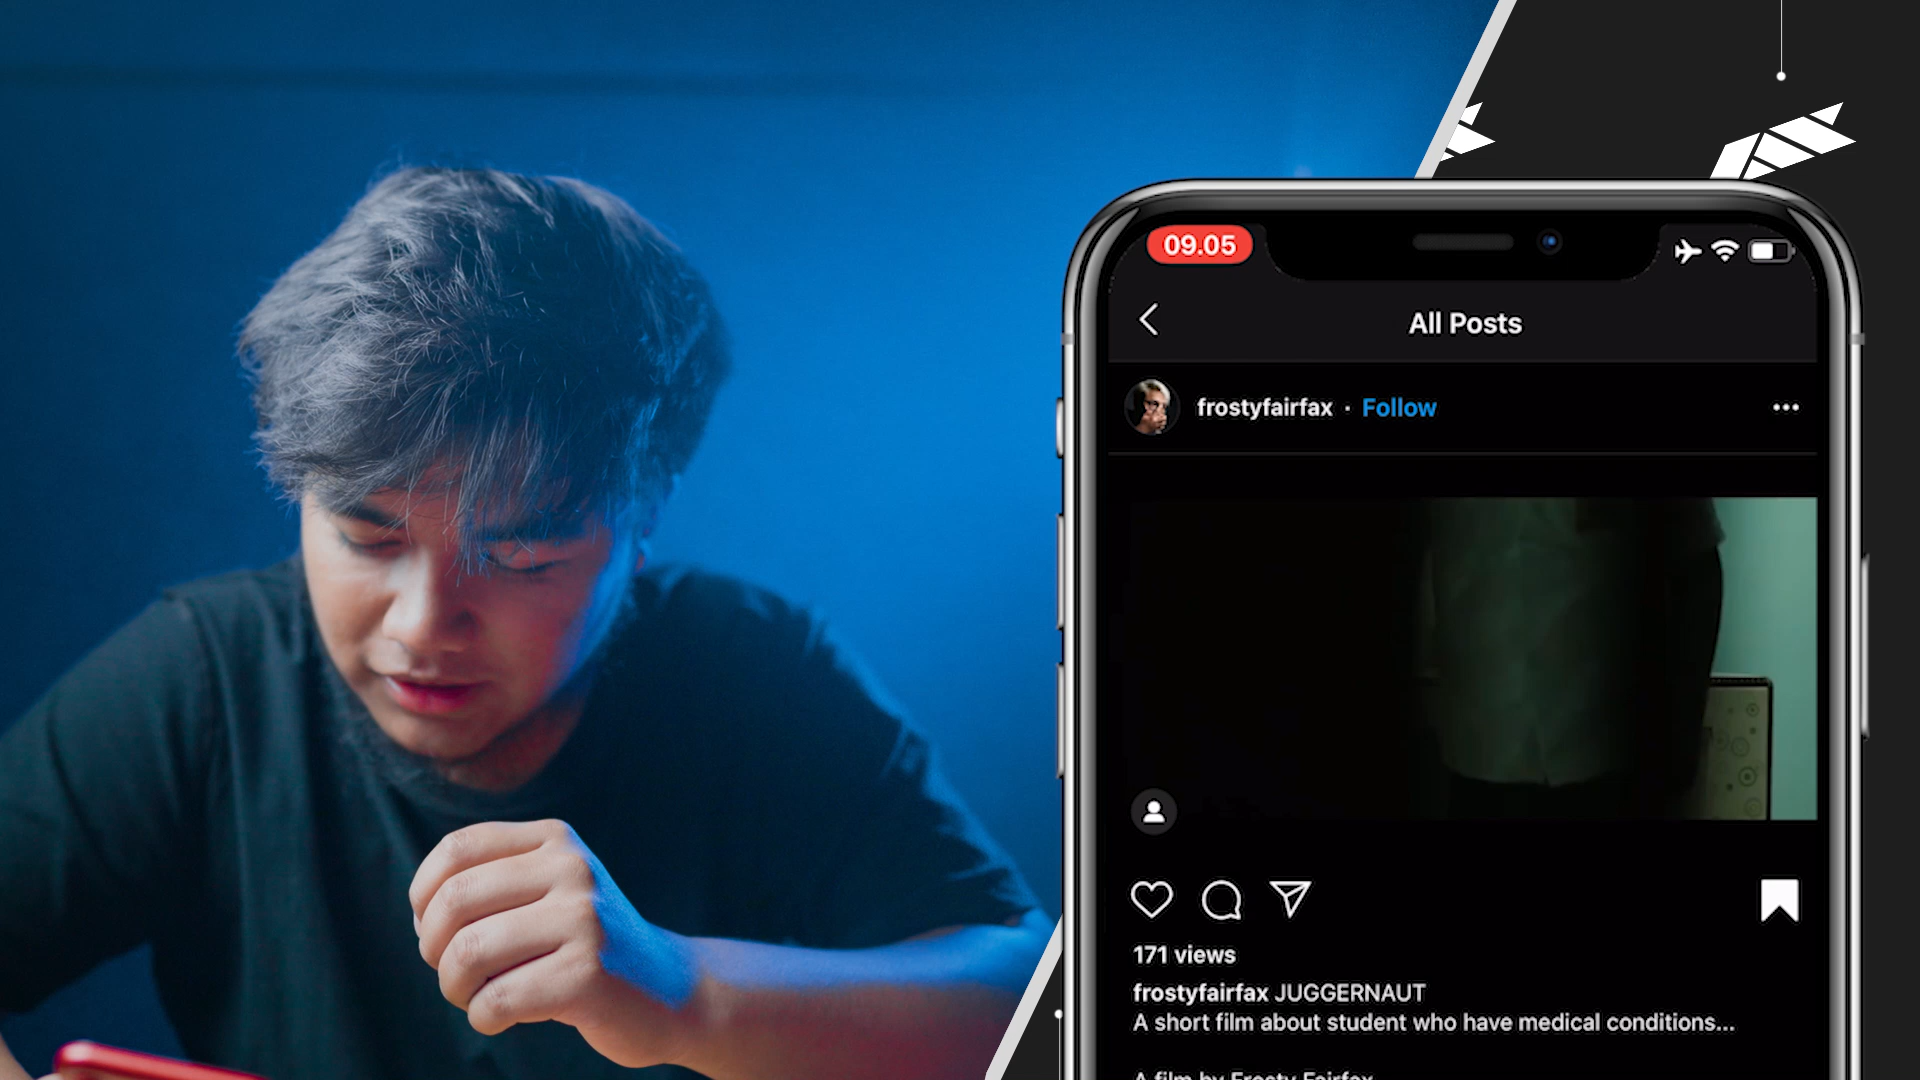 09.05
All Posts
frostyfairfax · Follow
171 views
frostyfairfax JUGGERNAUT
A short film about student who have medical conditions...
A film by Frosty Fairfax